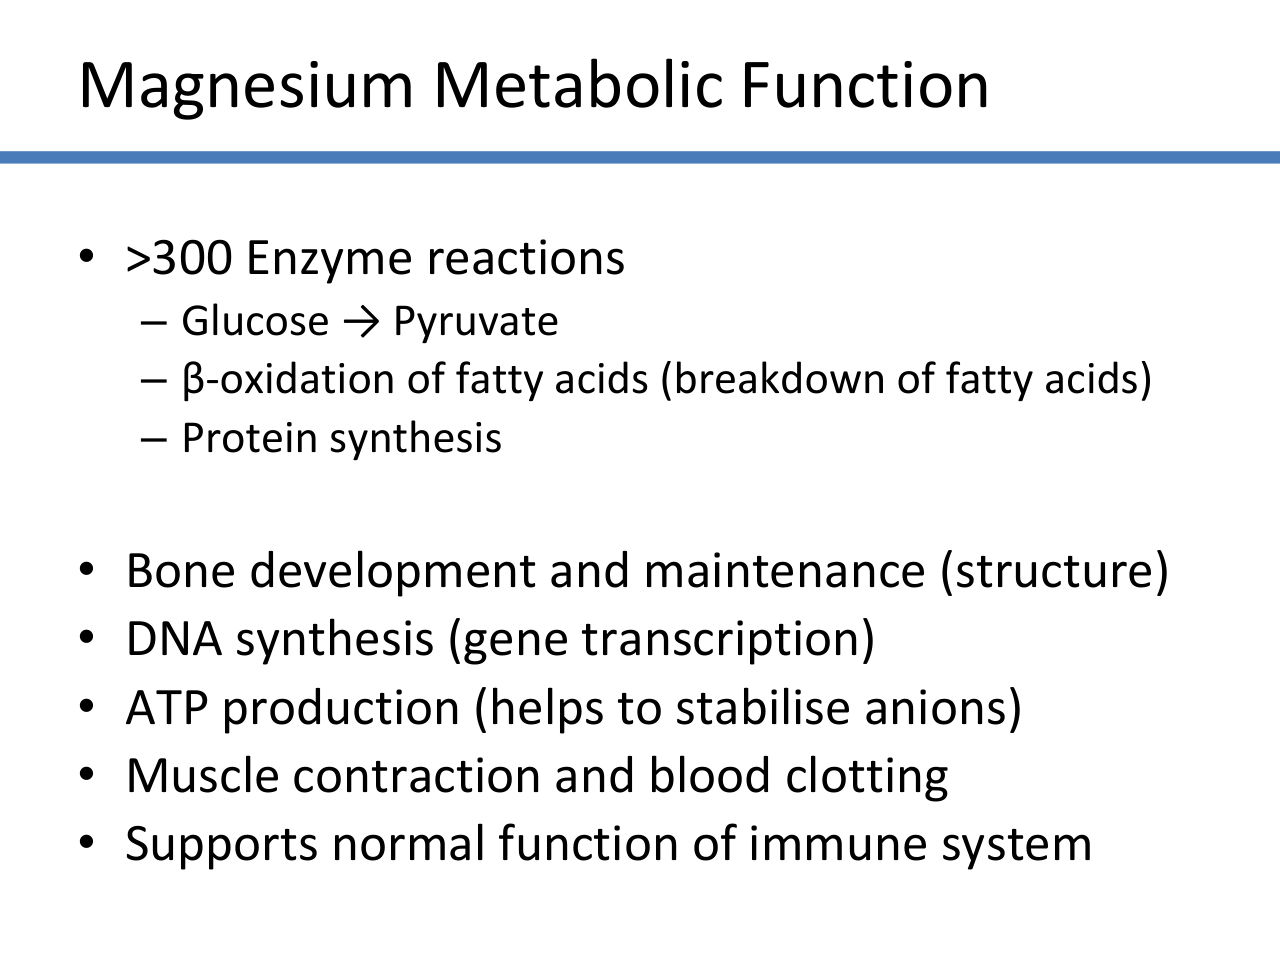 Magnesium Metabolic Function
• >300 Enzyme reactions
– Glucose → Pyruvate
– β-oxidation of fatty acids (breakdown of fatty acids)
– Protein synthesis
• Bone development and maintenance (structure)
• DNA synthesis (gene transcription)
• ATP production (helps to stabilise anions)
• Muscle contraction and blood clotting
• Supports normal function of immune system